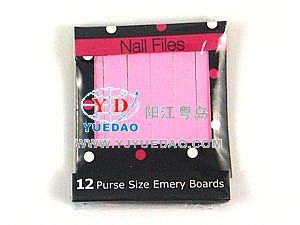 Nail Files
YD
阳江粤岛
YUEDAO
WWW.YJYUEDAO.COM
12 Purse Size Emery Boards